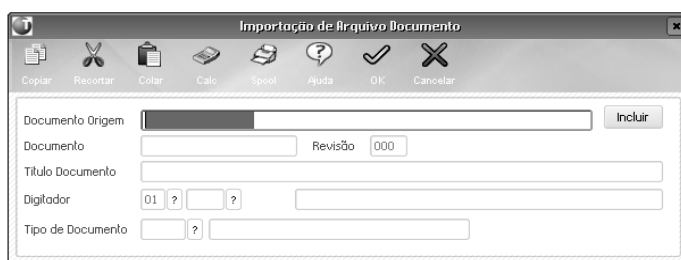 Importação de Arquivo Documento
Copiar Recortar Colar Calc Spool Ajuda OK Cancelar
Documento Origem Incluir
Documento Revisão 000
Título Documento
Digitador 01 ? ?
Tipo de Documento ?